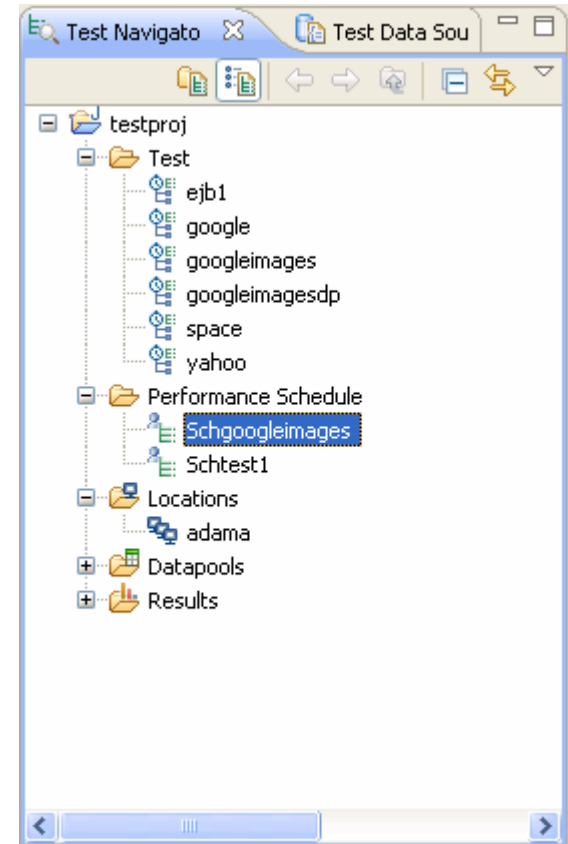 Test Navigato Test Data Sou
testproj
Test
ejb1
google
googleimages
googleimagesdp
space
yahoo
Performance Schedule
Schgoogleimages
Schtest1
Locations
adama
Datapools
Results